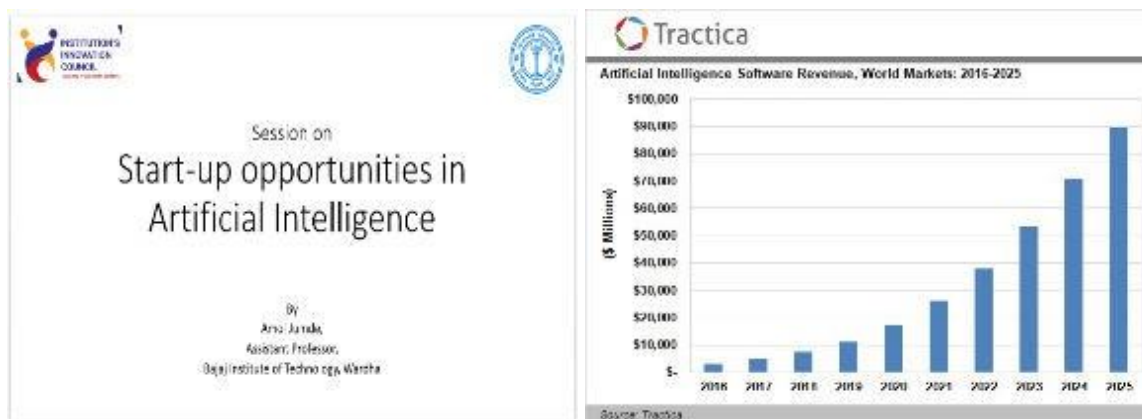 INSTITUTION'S
INNOVATION
COUNCIL
Session on
Start-up opportunities in
Artificial Intelligence
By
Assistant Professor,
Bajaj Institute of Technology, Wardha
Tractica
Artificial Intelligence Software Revenue, World Markets: 2016-2025
($ Millions)
$100,000
$90,000
$80,000
$70,000
$60,000
$50,000
$40,000
$30,000
$20,000
$10,000
$-
2016 2017 2018 2019 2020 2021 2022 2023 2024 2025
Source: Tractica